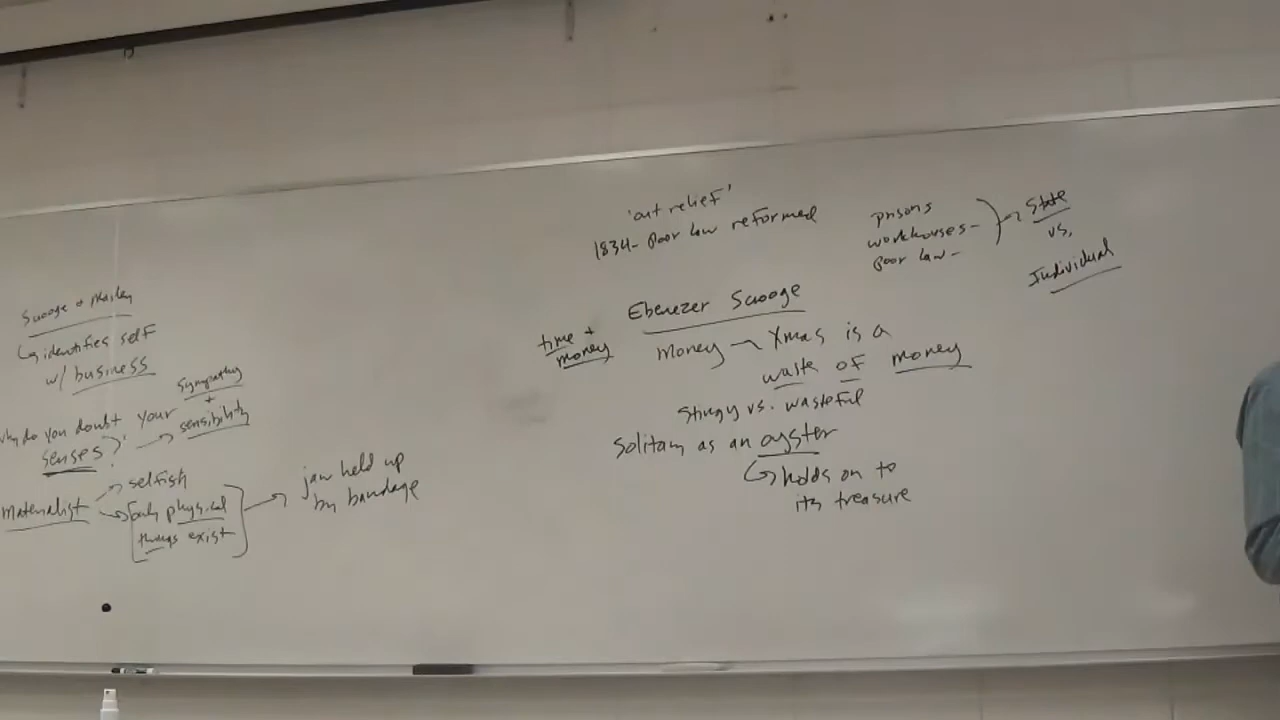 Scrooge + Marley
↳ identifies self
w/ business
sympathy
+
sensibility
Why do you doubt your
senses?' →
materialist → selfish
→ [only physical
things exist] →
jaw held up
by bandage
'out relief'
1834- Poor law reformed
prisons
workhouses-
Poor law-
State
vs.
Individual
Ebenezer Scrooge
time +
money
money - Xmas is a
waste of money
Stingy vs. wasteful
Solitary as an oyster
↳ holds on to
its treasure